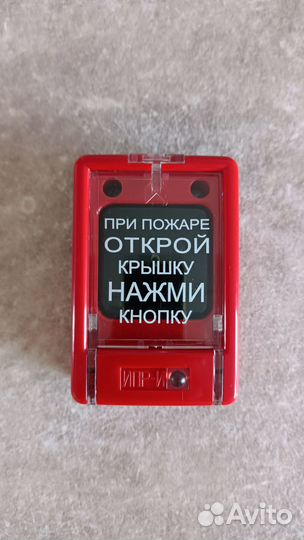 ПРИ ПОЖАРЕ
ОТКРОЙ
КРЫШКУ
НАЖМИ
КНОПКУ
ИПР-И
Avito